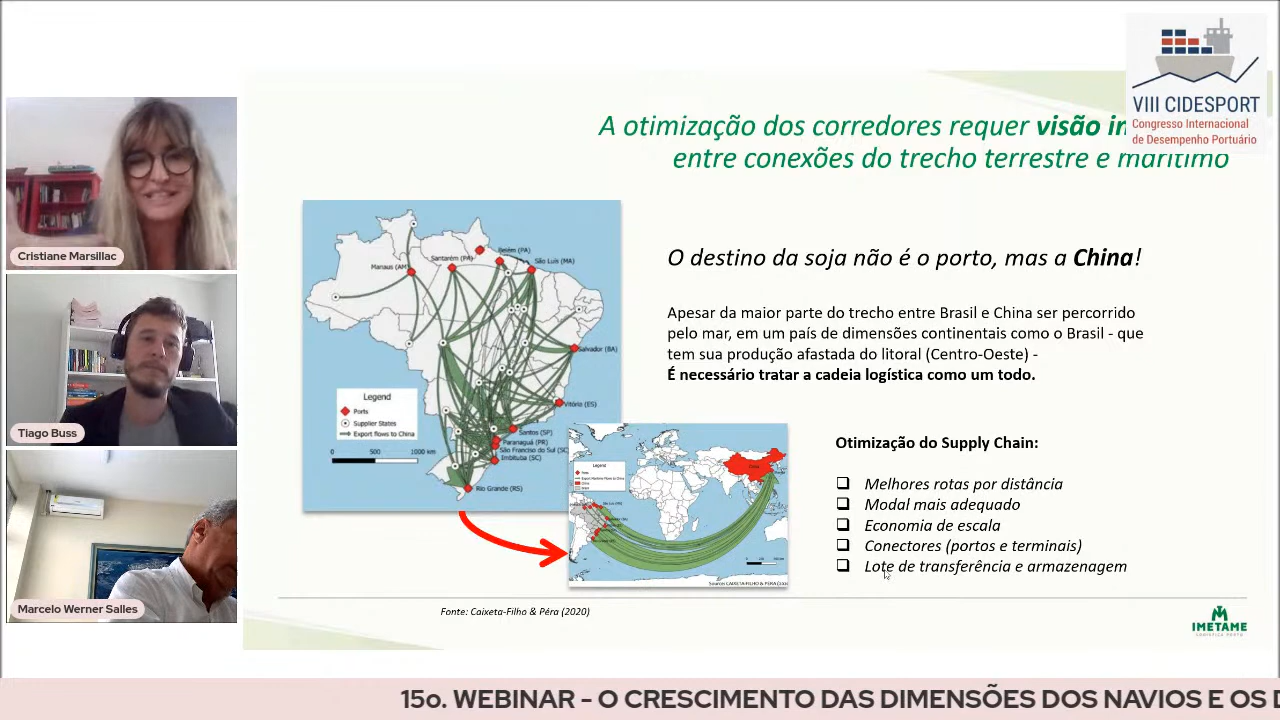 VIII CIDESPORT
Congresso Internacional
de Desempenho Portuário
A otimização dos corredores requer visão
entre conexões do trecho terrestre e marítimo
Cristiane Marsillac
Tiago Buss
Marcelo Werner Salles
Manaus (AM)
Santarém (PA)
Belém (PA)
São Luís (MA)
Salvador (BA)
Vitória (ES)
Santos (SP)
Paranaguá (PR)
São Franciso do Sul (SC
Imbituba (SC)
Rio Grande (RS)
Legend
Ports
Supplier States
Export flows to China
0 500 1000 km
O destino da soja não é o porto, mas a China!
Apesar da maior parte do trecho entre Brasil e China ser percorrido
pelo mar, em um país de dimensões continentais como o Brasil - que
tem sua produção afastada do litoral (Centro-Oeste) -
É necessário tratar a cadeia logística como um todo.
Otimização do Supply Chain:
Melhores rotas por distância
Modal mais adequado
Economia de escala
Conectores (portos e terminais)
Lote de transferência e armazenagem
Legend
China
Fonte: Caixeta-Filho & Péra (2020)
IMETAME
LOGÍSTICA PORTO
15o. WEBINAR - O CRESCIMENTO DAS DIMENSÕES DOS NAVIOS E OS